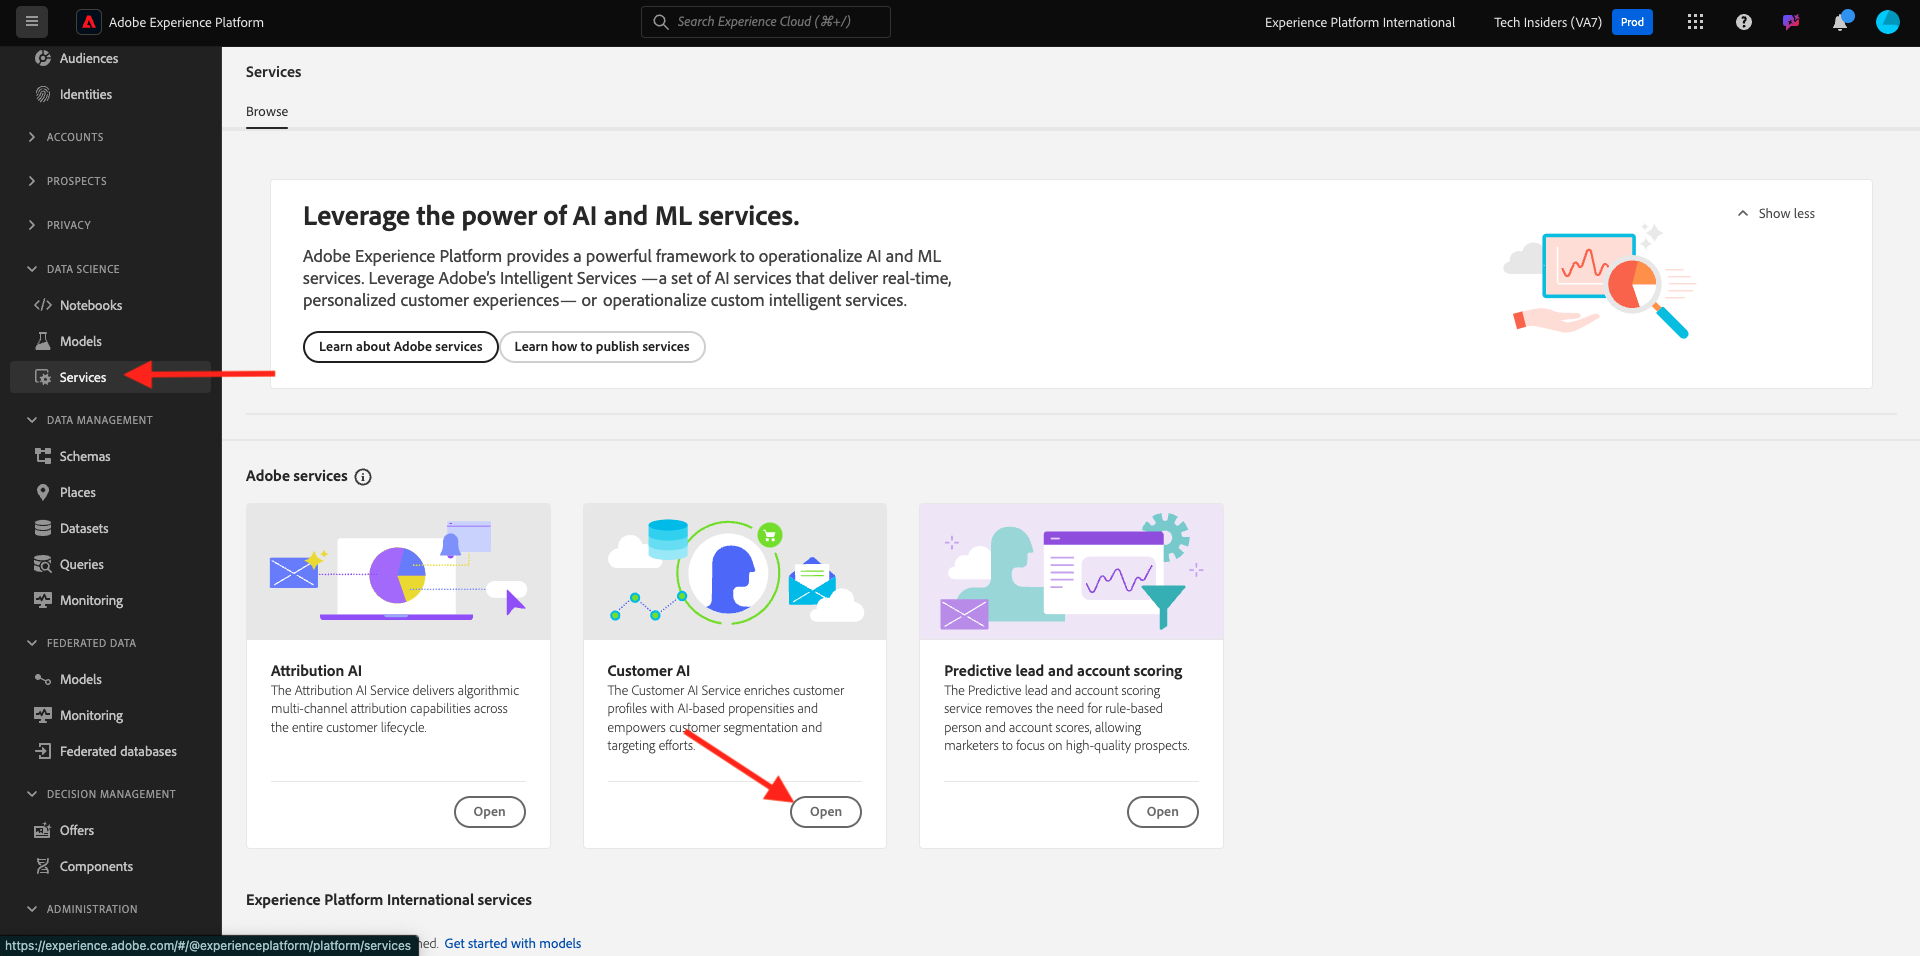 Adobe Experience Platform
Search Experience Cloud (⌘+/)
Experience Platform International
Tech Insiders (VA7)
Prod
Audiences
Identities
ACCOUNTS
PROSPECTS
PRIVACY
DATA SCIENCE
Notebooks
Models
Services
DATA MANAGEMENT
Schemas
Places
Datasets
Queries
Monitoring
FEDERATED DATA
Models
Monitoring
Federated databases
DECISION MANAGEMENT
Offers
Components
ADMINISTRATION
https://experience.adobe.com/#/@experienceplatform/platform/services
Services
Browse
Leverage the power of AI and ML services.
Show less
Adobe Experience Platform provides a powerful framework to operationalize AI and ML
services. Leverage Adobe's Intelligent Services —a set of AI services that deliver real-time,
personalized customer experiences— or operationalize custom intelligent services.
Learn about Adobe services
Learn how to publish services
Adobe services
Attribution AI
The Attribution AI Service delivers algorithmic
multi-channel attribution capabilities across
the entire customer lifecycle.
Open
Customer AI
The Customer AI Service enriches customer
profiles with AI-based propensities and
empowers customer segmentation and
targeting efforts.
Open
Predictive lead and account scoring
The Predictive lead and account scoring
service removes the need for rule-based
person and account scores, allowing
marketers to focus on high-quality prospects.
Open
Experience Platform International services
Get started with models